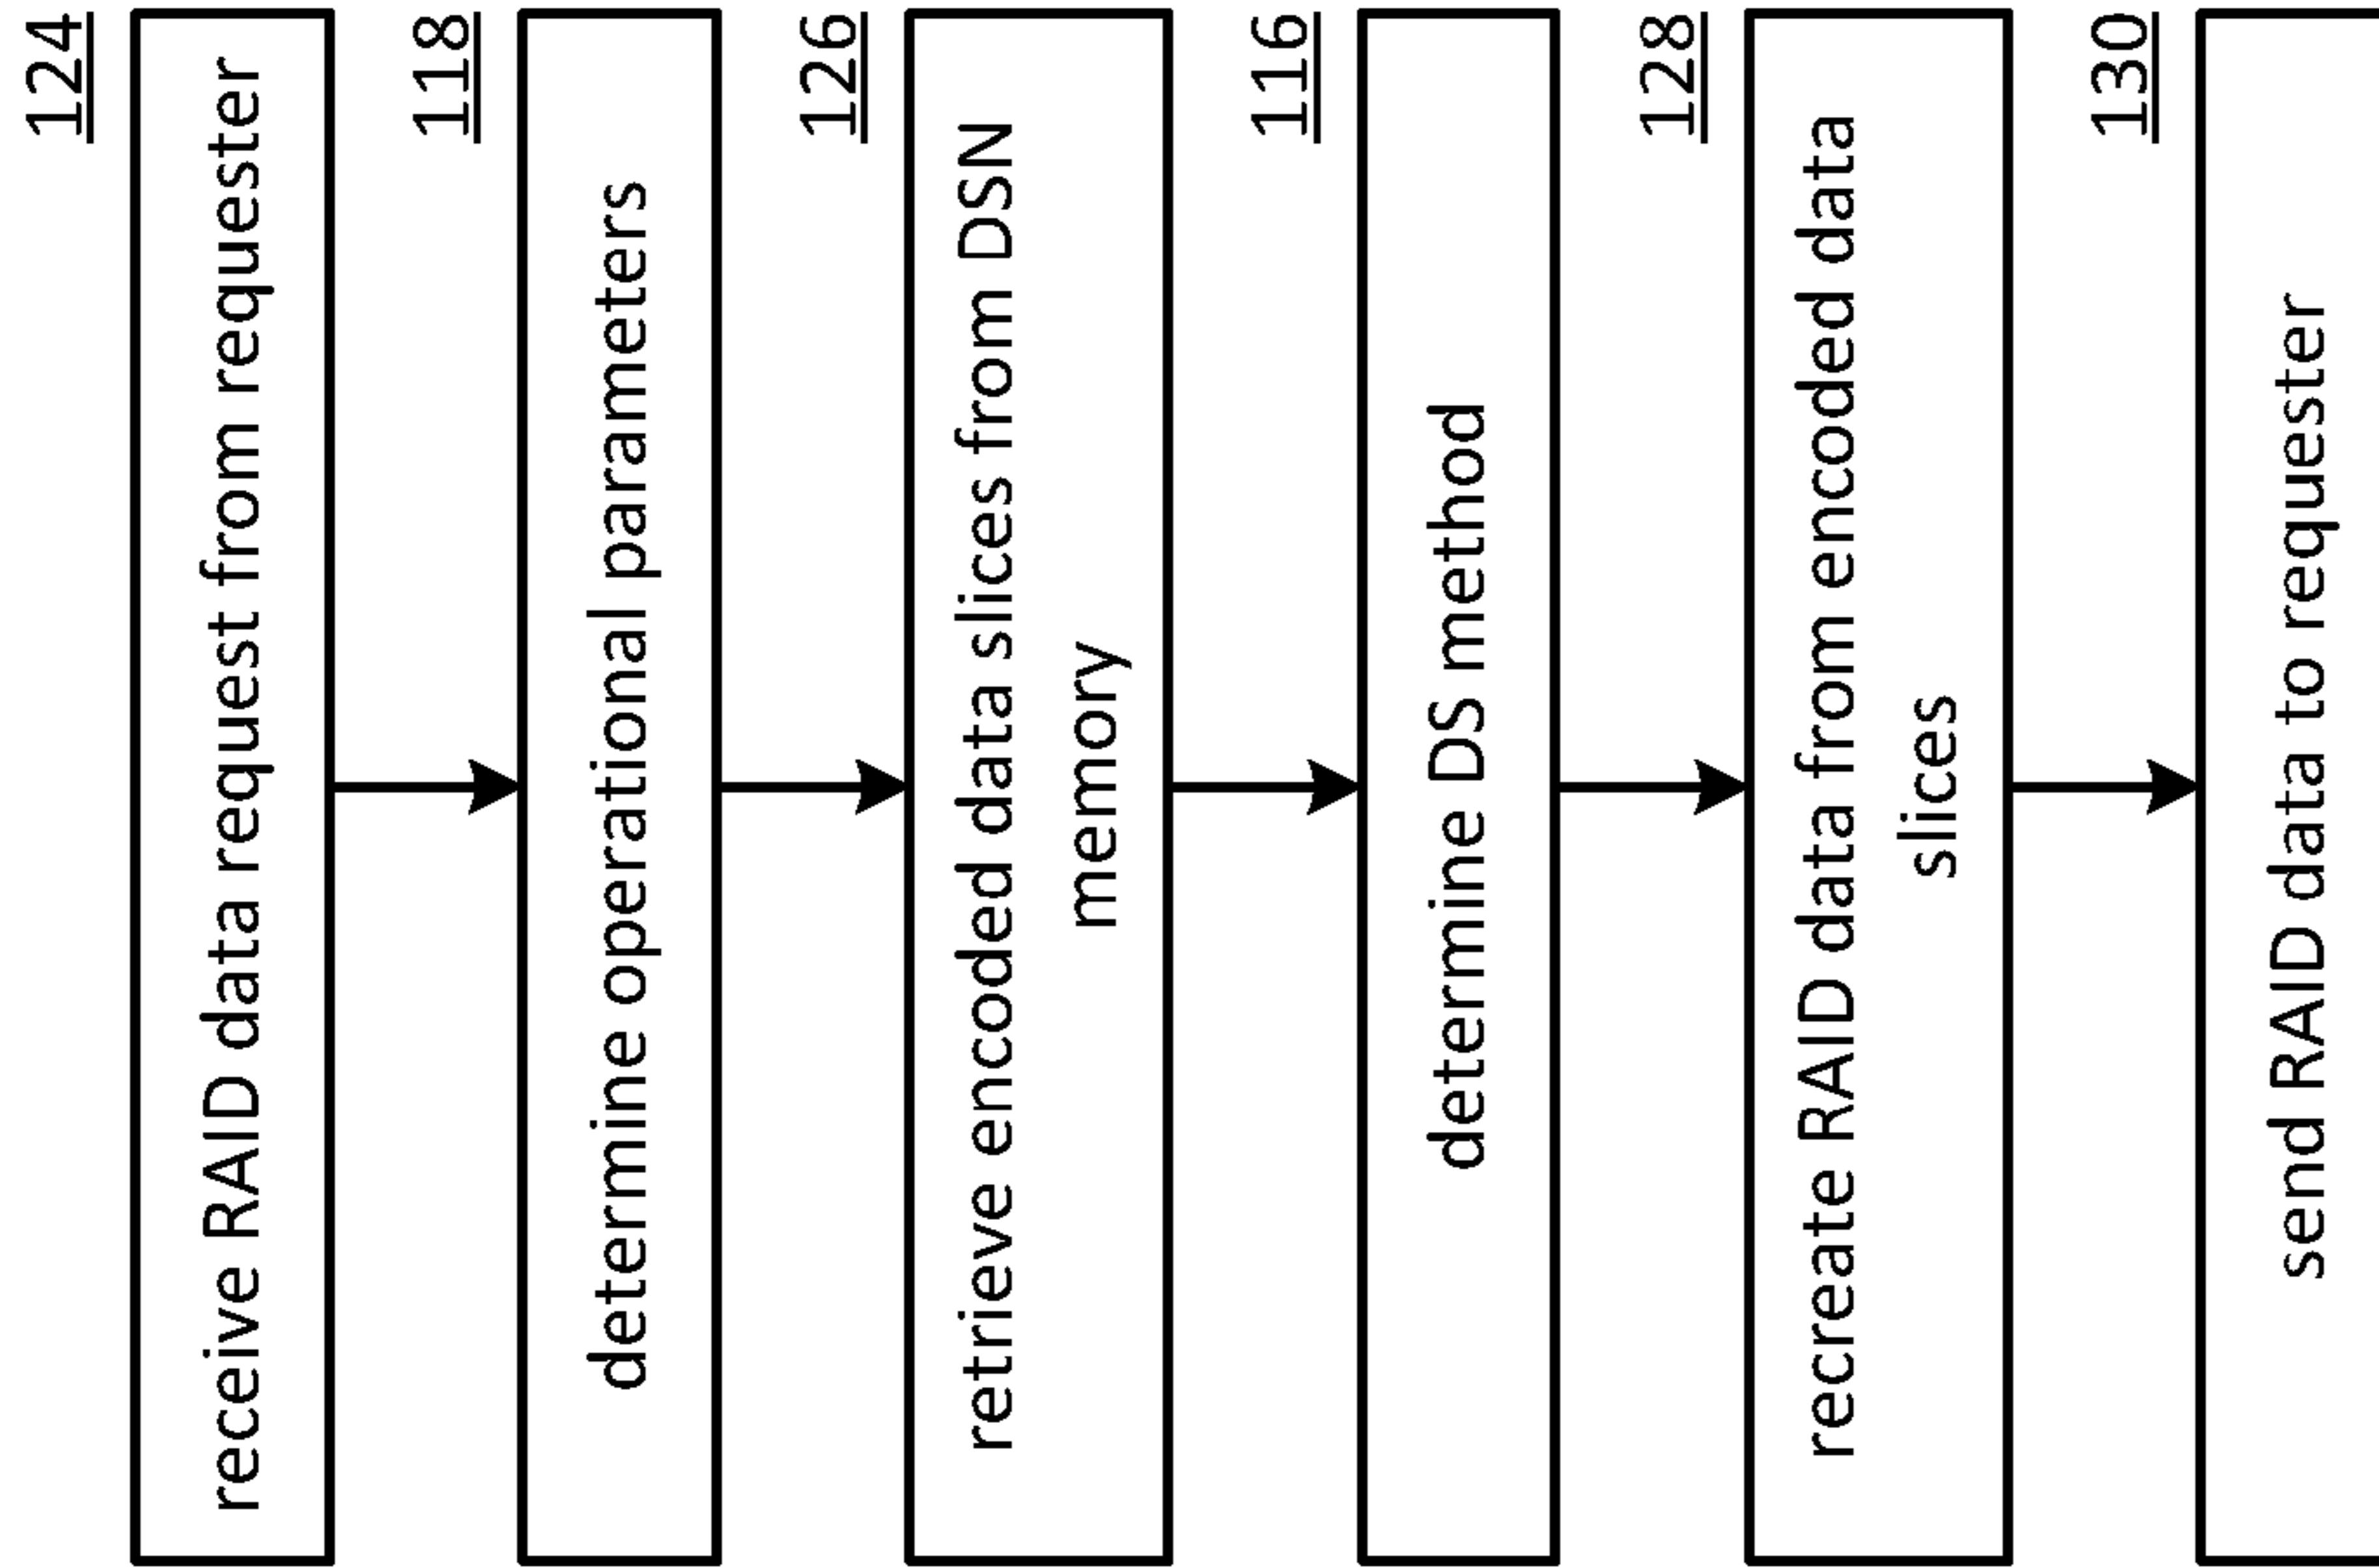 124
receive RAID data request from requester
118
determine operational parameters
126
retrieve encoded data slices from DSN
memory
116
determine DS method
128
recreate RAID data from encoded data
slices
130
send RAID data to requester